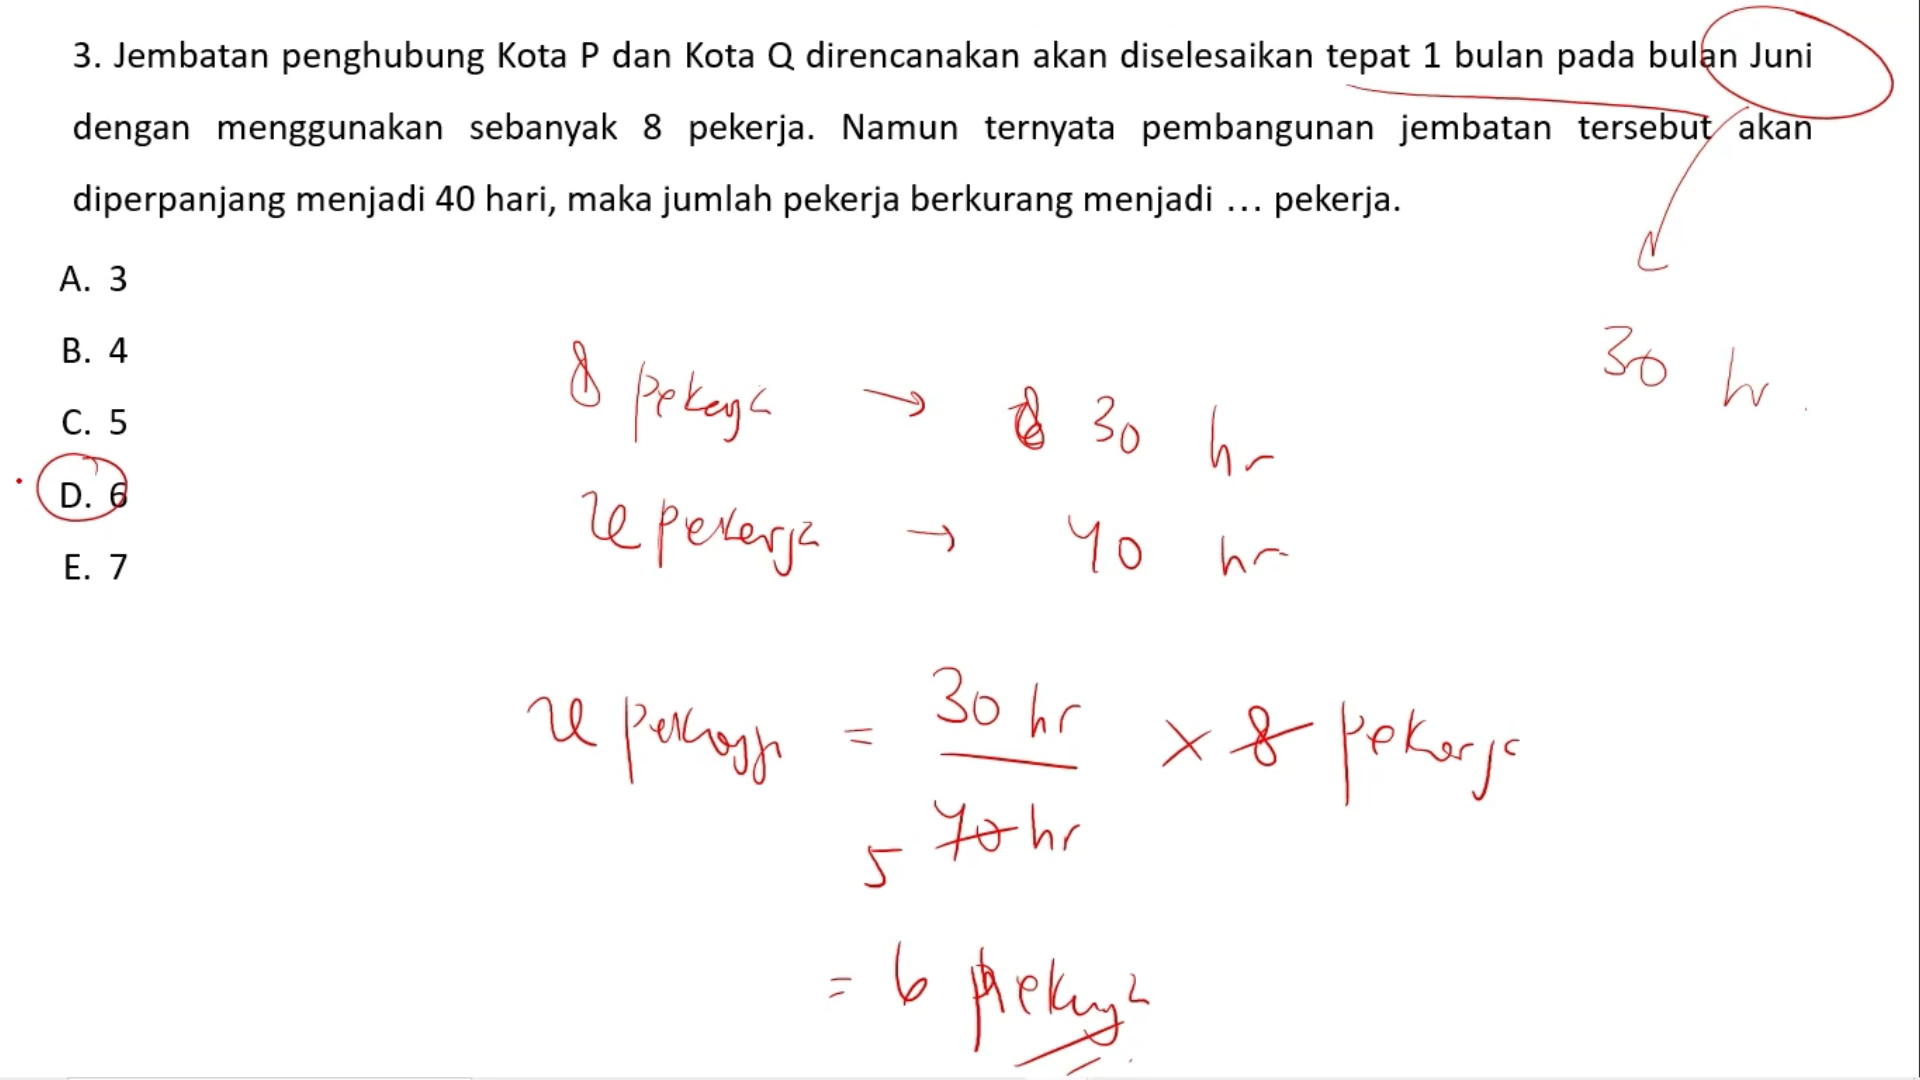 3. Jembatan penghubung Kota P dan Kota Q direncanakan akan diselesaikan tepat 1 bulan pada bulan Juni
dengan menggunakan sebanyak 8 pekerja. Namun ternyata pembangunan jembatan tersebut akan
diperpanjang menjadi 40 hari, maka jumlah pekerja berkurang menjadi ... pekerja.
A. 3
B. 4
C. 5
D. 6
E. 7
30 hr
8 pekerja → 30 hr
x pekerja → 40 hr
x pekerja = 30 hr × 8 pekerja
40 hr
5
= 6 pekerja